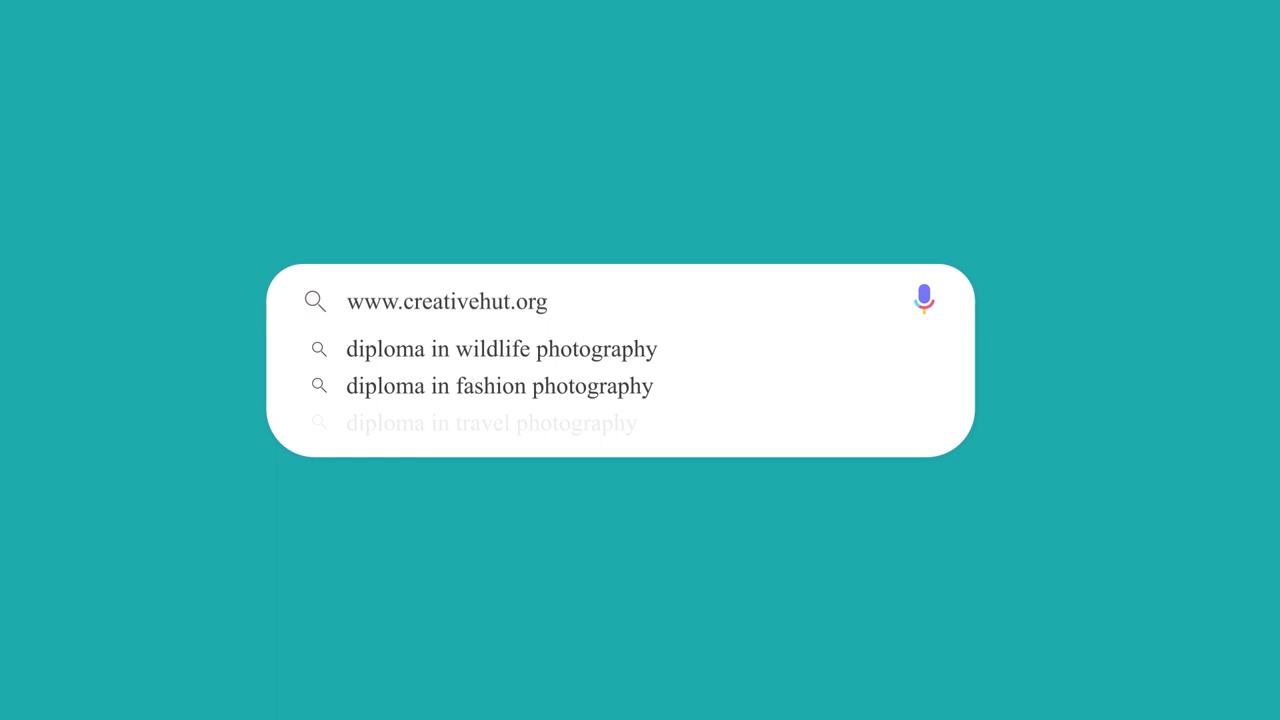 www.creativehut.org
diploma in wildlife photography
diploma in fashion photography
diploma in travel photography